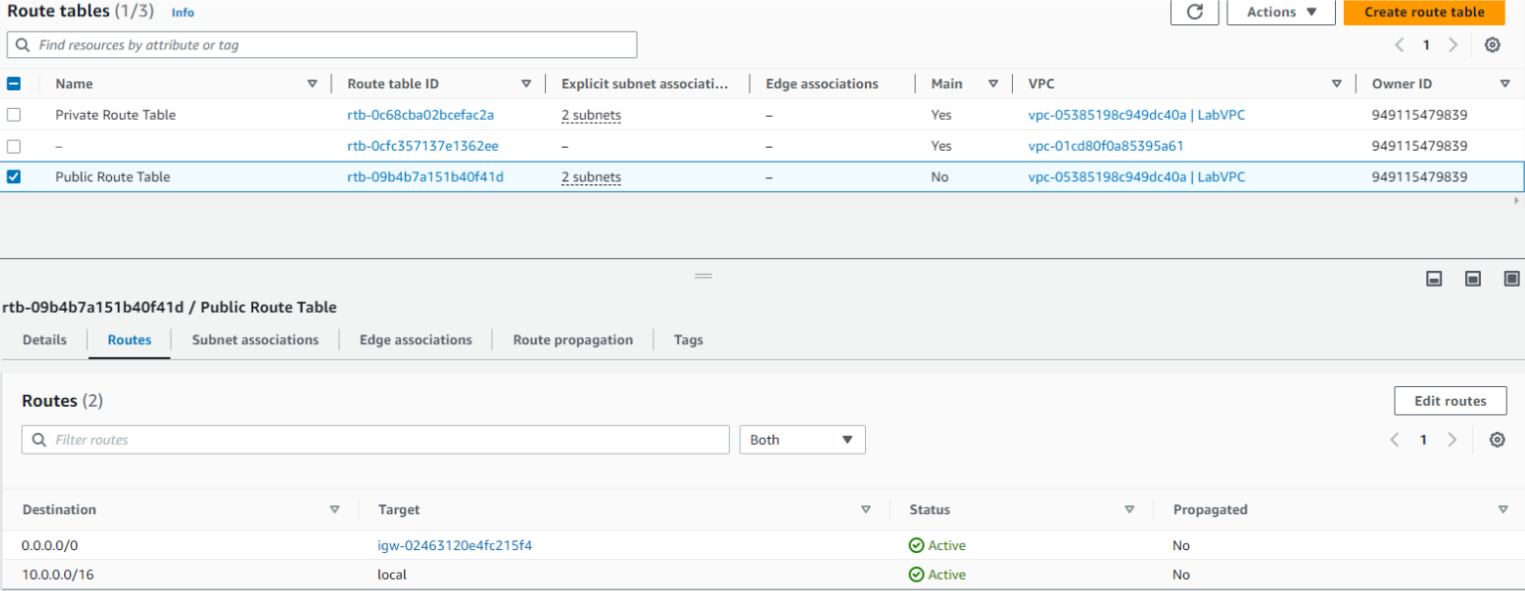 Route tables (1/3) Info
Actions Create route table
Find resources by attribute or tag
1
Name Route table ID Explicit subnet associati... Edge associations Main VPC Owner ID
Private Route Table rtb-0c68cba02bcefac2a 2 subnets – Yes vpc-05385198c949dc40a | LabVPC 949115479839
– rtb-0cfc357137e1362ee – – Yes vpc-01cd80f0a85395a61 949115479839
Public Route Table rtb-09b4b7a151b40f41d 2 subnets – No vpc-05385198c949dc40a | LabVPC 949115479839
rtb-09b4b7a151b40f41d / Public Route Table
Details Routes Subnet associations Edge associations Route propagation Tags
Routes (2) Edit routes
Filter routes Both 1
Destination Target Status Propagated
0.0.0.0/0 igw-02463120e4fc215f4 Active No
10.0.0.0/16 local Active No